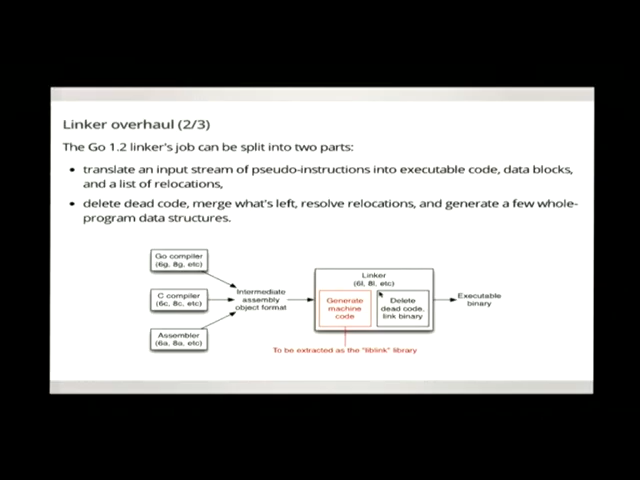 Linker overhaul (2/3)
The Go 1.2 linker's job can be split into two parts:
• translate an input stream of pseudo-instructions into executable code, data blocks,
and a list of relocations,
• delete dead code, merge what's left, resolve relocations, and generate a few whole-
program data structures.
Go compiler
(6g, 8g, etc)
C compiler
(6c, 8c, etc)
Assembler
(6a, 8a, etc)
Intermediate
assembly
object format
Linker
(6l, 8l, etc)
Generate
machine
code
Delete
dead code,
link binary
Executable
binary
To be extracted as the "liblink" library